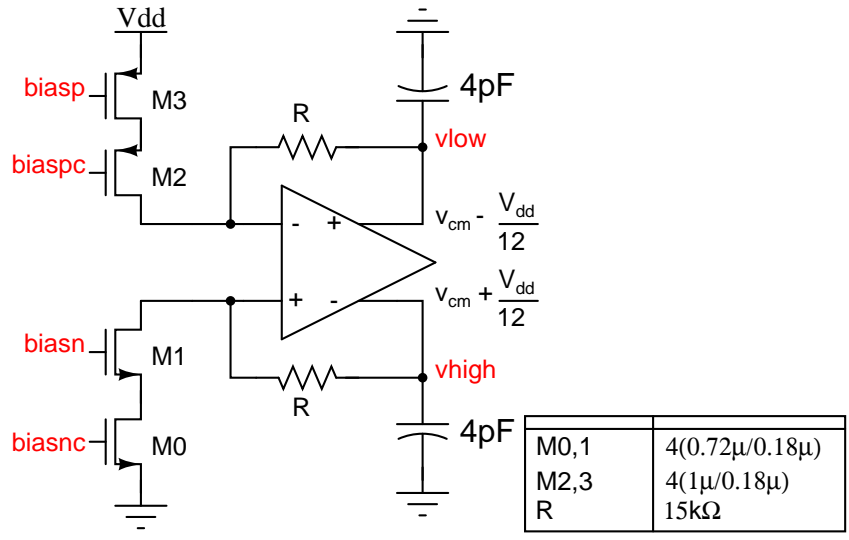 Vdd
biasp
M3
4pF
R
vlow
biaspc
M2
- +
v_cm - V_dd/12
+ -
v_cm + V_dd/12
biasn
M1
vhigh
R
biasnc
M0
4pF
M0,1 4(0.72μ/0.18μ)
M2,3 4(1μ/0.18μ)
R 15kΩ